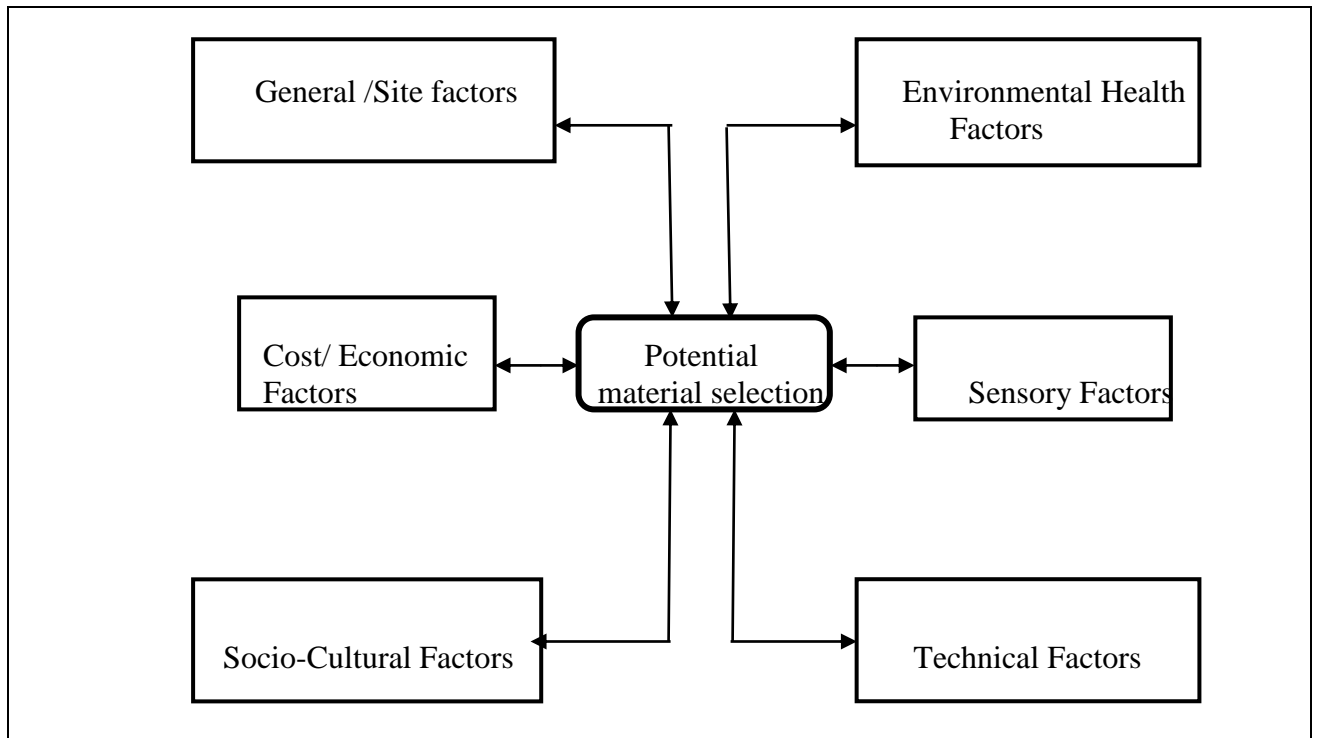 General /Site factors
Environmental Health
Factors
Cost/ Economic
Factors
Potential
material selection
Sensory Factors
Socio-Cultural Factors
Technical Factors